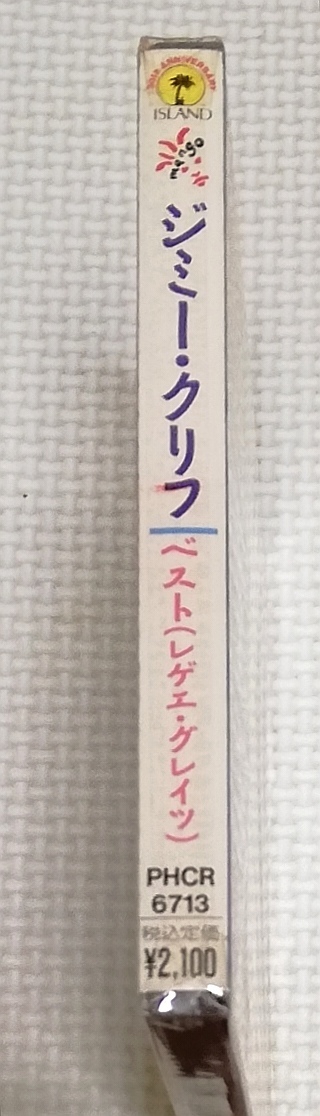 30th ANNIVERSARY
ISLAND
mango
ジミー・クリフ
ベスト(レゲエ・グレイツ)
PHCR
6713
税込定価
¥2,100